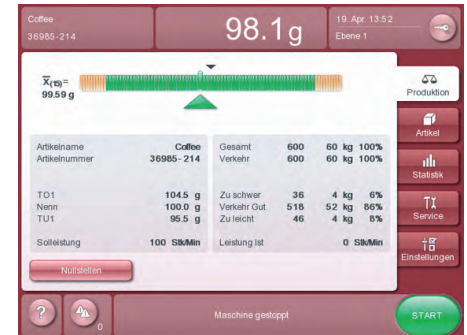 Coffee
36985-214
98.1g
19. Apr. 13:52
Ebene 1
X(15)=
99.59 g
Produktion
Artikel
Statistik
Service
Einstellungen
Artikelname Coffee
Artikelnummer 36985-214
TO1 104.5 g
Nenn 100.0 g
TU1 95.5 g
Solleistung 100 Stk/Min
Gesamt 600 60 kg 100%
Verkehr 600 60 kg 100%
Zu schwer 36 4 kg 6%
Verkehr Gut 518 52 kg 86%
Zu leicht 46 4 kg 8%
Leistung Ist 0 Stk/Min
Nullstellen
?
0
Maschine gestoppt
START